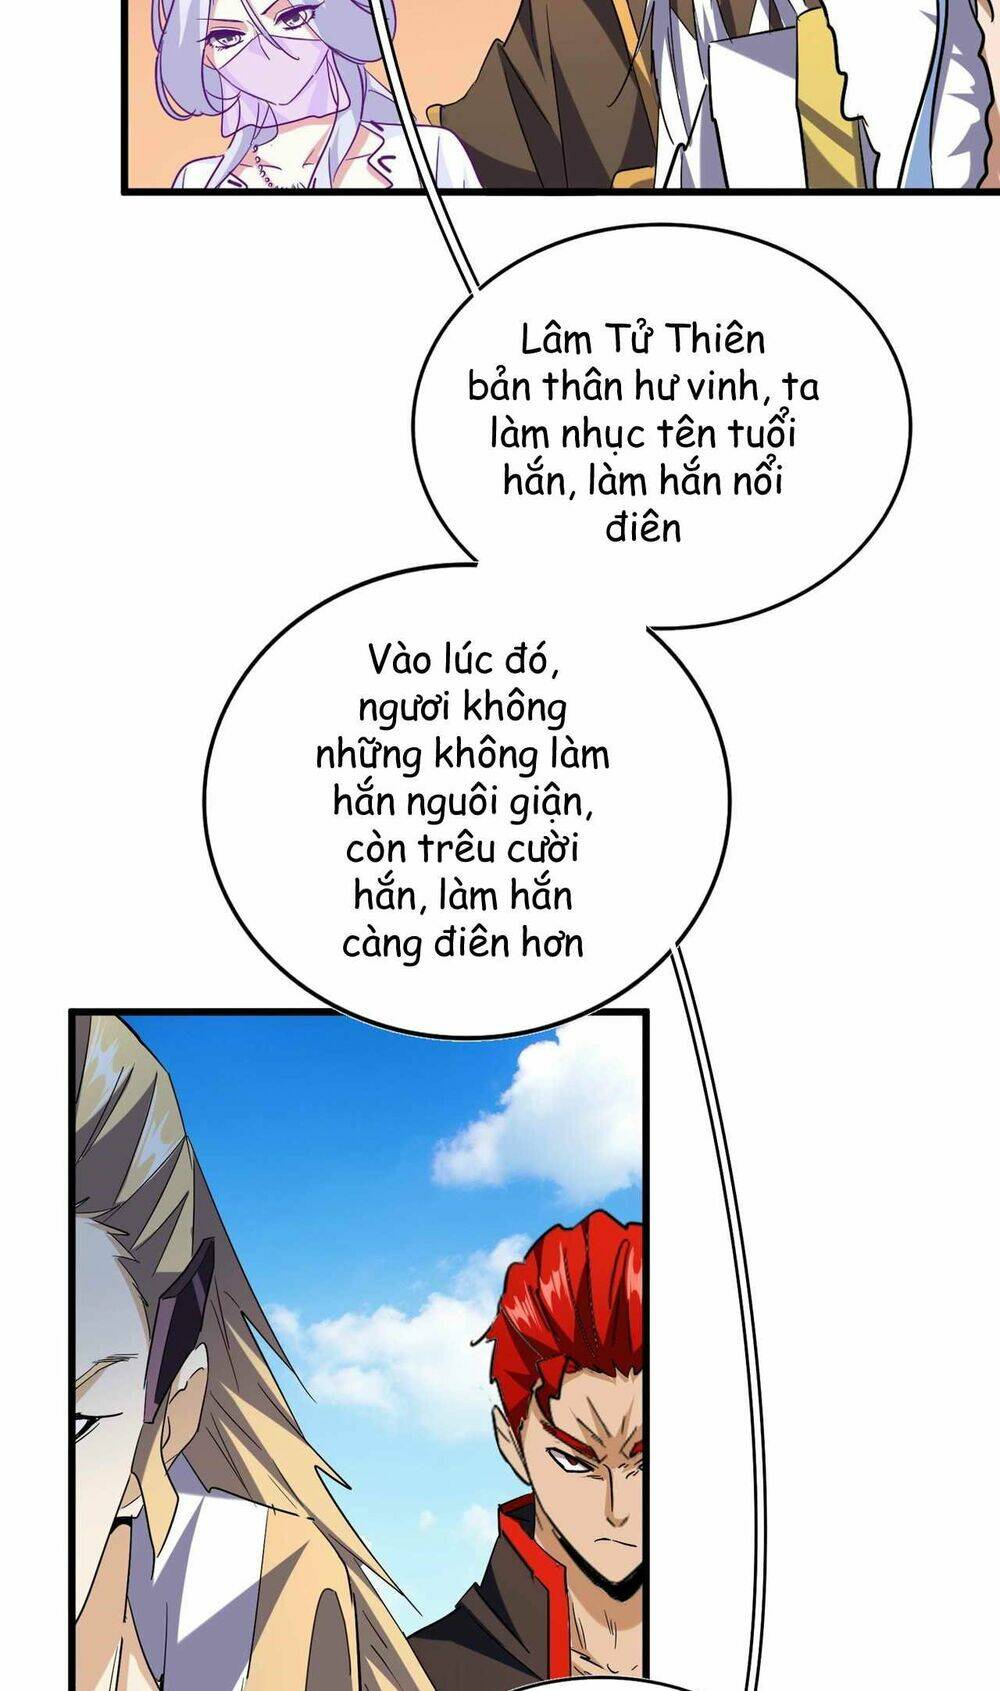 Lâm Tử Thiên
bản thân hư vinh, ta
làm nhục tên tuổi
hắn, làm hắn nổi
điên
Vào lúc đó,
ngươi không
những không làm
hắn nguôi giận,
còn trêu cười
hắn, làm hắn
càng điên hơn